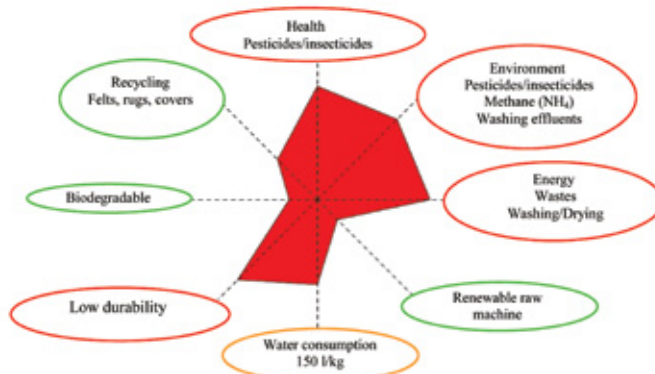 Health
Pesticides/insecticides
Recycling
Felts, rugs, covers
Environment
Pesticides/insecticides
Methane (NH₄)
Washing effluents
Biodegradable
Energy
Wastes
Washing/Drying
Low durability
Renewable raw
machine
Water consumption
150 l/kg